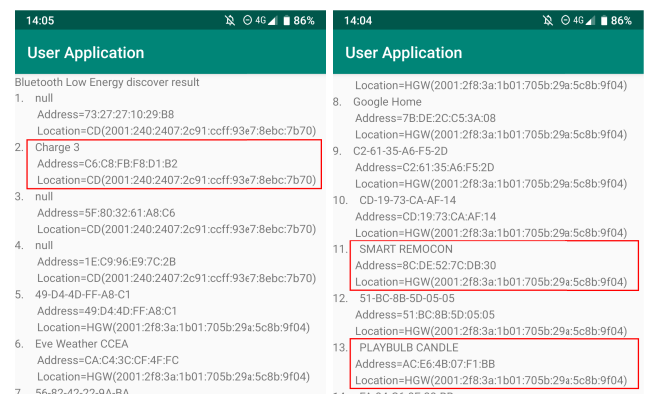 14:05
4G 86%
User Application
Bluetooth Low Energy discover result
1. null
Address=73:27:27:10:29:B8
Location=CD(2001:240:2407:2c91:ccff:93e7:8ebc:7b70)
2. Charge 3
Address=C6:C8:FB:F8:D1:B2
Location=CD(2001:240:2407:2c91:ccff:93e7:8ebc:7b70)
3. null
Address=5F:80:32:61:A8:C6
Location=CD(2001:240:2407:2c91:ccff:93e7:8ebc:7b70)
4. null
Address=1E:C9:96:E9:7C:2B
Location=CD(2001:240:2407:2c91:ccff:93e7:8ebc:7b70)
5. 49-D4-4D-FF-A8-C1
Address=49:D4:4D:FF:A8:C1
Location=HGW(2001:2f8:3a:1b01:705b:29a:5c8b:9f04)
6. Eve Weather CCEA
Address=CA:C4:3C:CF:4F:FC
Location=HGW(2001:2f8:3a:1b01:705b:29a:5c8b:9f04)
7. 56-82-42-22-9A-BA
14:04
4G 86%
User Application
Location=HGW(2001:2f8:3a:1b01:705b:29a:5c8b:9f04)
8. Google Home
Address=7B:DE:2C:C5:3A:08
Location=HGW(2001:2f8:3a:1b01:705b:29a:5c8b:9f04)
9. C2-61-35-A6-F5-2D
Address=C2:61:35:A6:F5:2D
Location=HGW(2001:2f8:3a:1b01:705b:29a:5c8b:9f04)
10. CD-19-73-CA-AF-14
Address=CD:19:73:CA:AF:14
Location=HGW(2001:2f8:3a:1b01:705b:29a:5c8b:9f04)
11. SMART REMOCON
Address=8C:DE:52:7C:DB:30
Location=HGW(2001:2f8:3a:1b01:705b:29a:5c8b:9f04)
12. 51-BC-8B-5D-05-05
Address=51:BC:8B:5D:05:05
Location=HGW(2001:2f8:3a:1b01:705b:29a:5c8b:9f04)
13. PLAYBULB CANDLE
Address=AC:E6:4B:07:F1:BB
Location=HGW(2001:2f8:3a:1b01:705b:29a:5c8b:9f04)